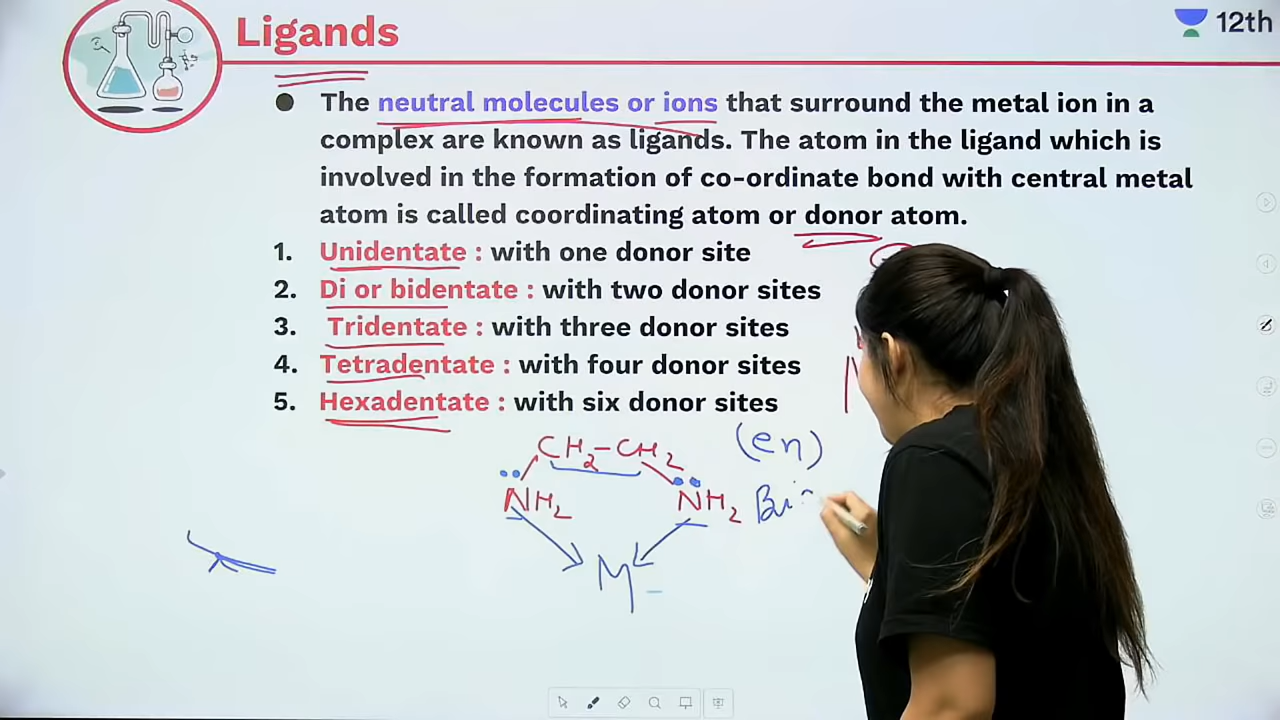 Ligands
12th
The neutral molecules or ions that surround the metal ion in a
complex are known as ligands. The atom in the ligand which is
involved in the formation of co-ordinate bond with central metal
atom is called coordinating atom or donor atom.
1. Unidentate : with one donor site
2. Di or bidentate : with two donor sites
3. Tridentate : with three donor sites
4. Tetradentate : with four donor sites
5. Hexadentate : with six donor sites
CH2-CH2 (en)
NH2 NH2 Bi
M